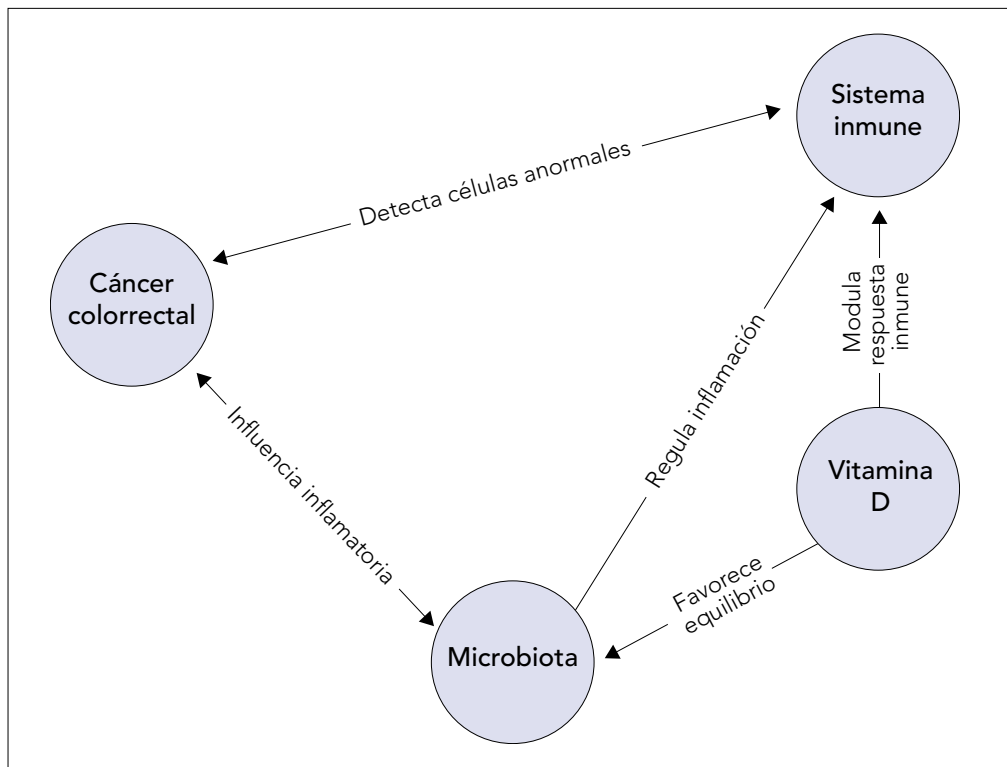 Sistema
inmune
Detecta células anormales
Cáncer
colorrectal
Modula
respuesta
inmune
Regula inflamación
Influencia inflamatoria
Vitamina
D
Favorece
equilibrio
Microbiota